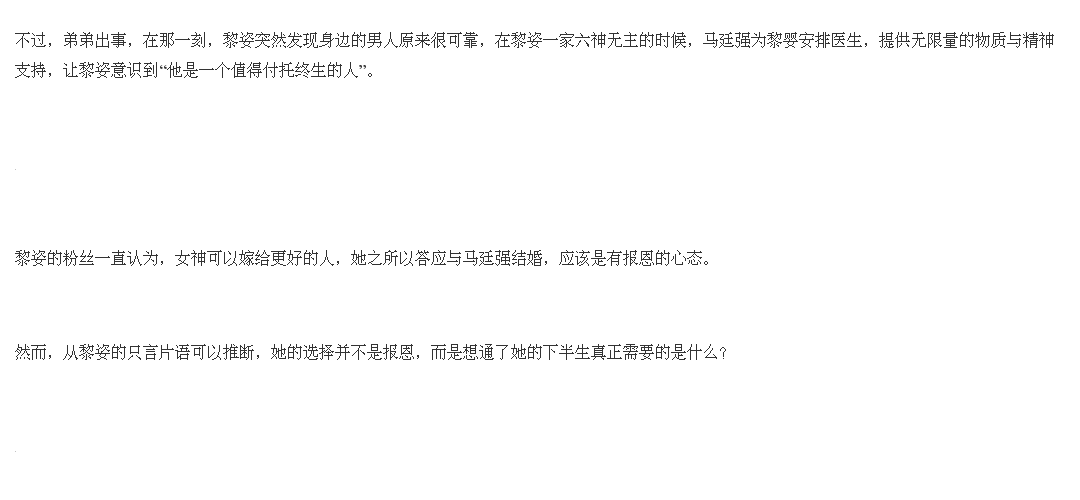 不过，弟弟出事，在那一刻，黎姿突然发现身边的男人原来很可靠，在黎姿一家六神无主的时候，马廷强为黎婴安排医生，提供无限量的物质与精神
支持，让黎姿意识到“他是一个值得付托终生的人”。
黎姿的粉丝一直认为，女神可以嫁给更好的人，她之所以答应与马廷强结婚，应该是有报恩的心态。
然而，从黎姿的只言片语可以推断，她的选择并不是报恩，而是想通了她的下半生真正需要的是什么？